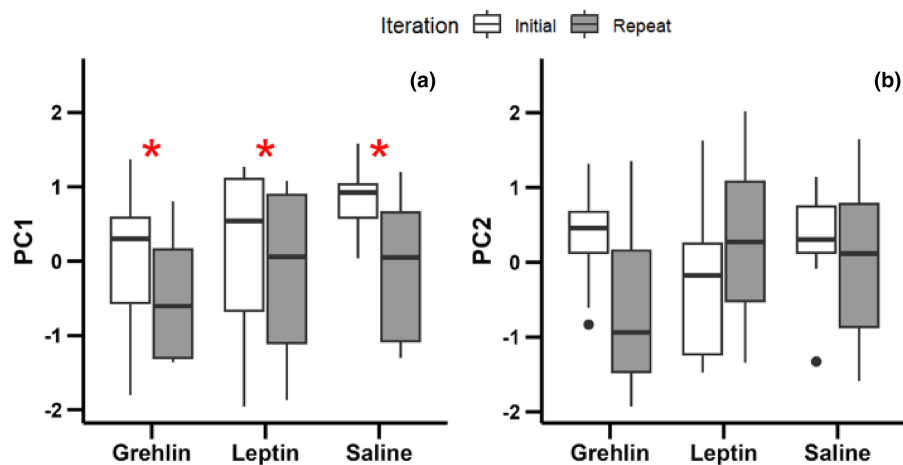 Iteration Initial Repeat
(a)
(b)
PC1
2
1
0
-1
-2
* * *
Grehlin Leptin Saline
PC2
2
1
0
-1
-2
Grehlin Leptin Saline